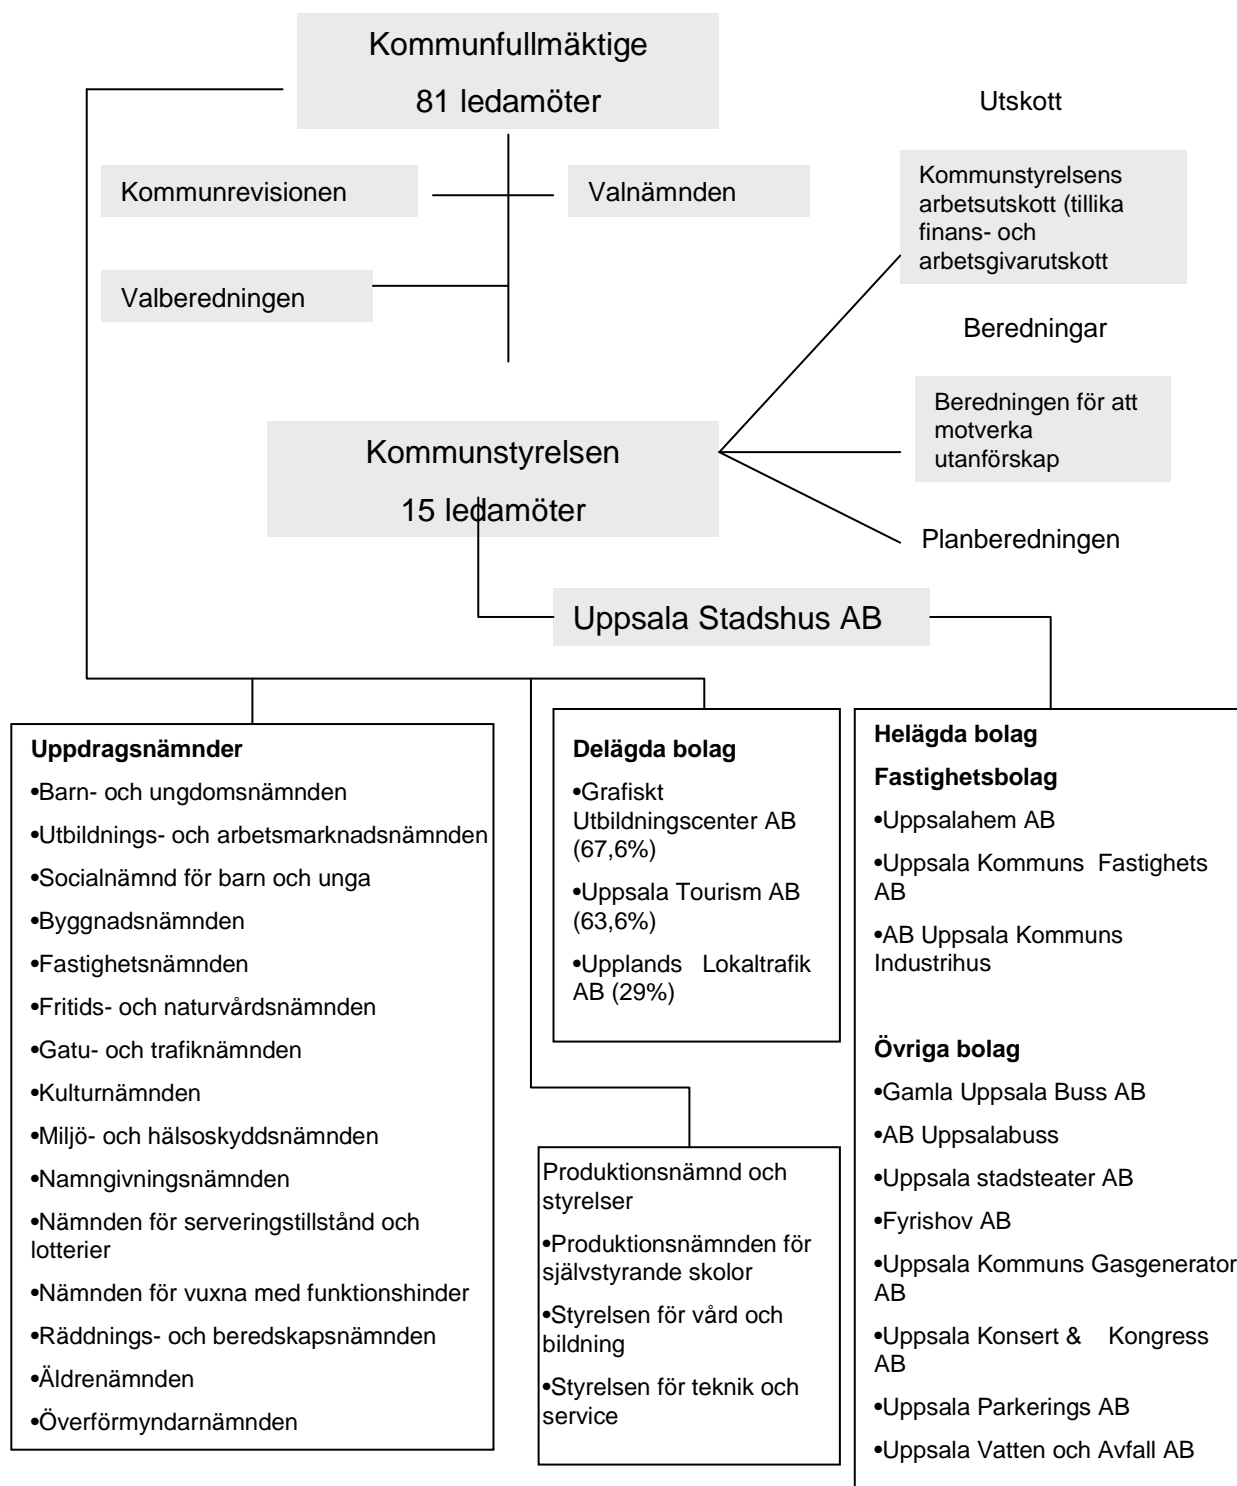 Kommunfullmäktige
81 ledamöter
Utskott
Kommunrevisionen
Valnämnden
Kommunstyrelsens
arbetsutskott (tillika
finans- och
arbetsgivarutskott
Valberedningen
Beredningar
Beredningen för att
motverka
utanförskap
Kommunstyrelsen
15 ledamöter
Planberedningen
Uppsala Stadshus AB
Uppdragsnämnder
•Barn- och ungdomsnämnden
•Utbildnings- och arbetsmarknadsnämnden
•Socialnämnd för barn och unga
•Byggnadsnämnden
•Fastighetsnämnden
•Fritids- och naturvårdsnämnden
•Gatu- och trafiknämnden
•Kulturnämnden
•Miljö- och hälsoskyddsnämnden
•Namngivningsnämnden
•Nämnden för serveringstillstånd och
lotterier
•Nämnden för vuxna med funktionshinder
•Räddnings- och beredskapsnämnden
•Äldrenämnden
•Överförmyndarnämnden
Delägda bolag
•Grafiskt
Utbildningscenter AB
(67,6%)
•Uppsala Tourism AB
(63,6%)
•Upplands Lokaltrafik
AB (29%)
Produktionsnämnd och
styrelser
•Produktionsnämnden för
självstyrande skolor
•Styrelsen för vård och
bildning
•Styrelsen för teknik och
service
Helägda bolag
Fastighetsbolag
•Uppsalahem AB
•Uppsala Kommuns Fastighets
AB
•AB Uppsala Kommuns
Industrihus
Övriga bolag
•Gamla Uppsala Buss AB
•AB Uppsalabuss
•Uppsala stadsteater AB
•Fyrishov AB
•Uppsala Kommuns Gasgenerator
AB
•Uppsala Konsert & Kongress
AB
•Uppsala Parkerings AB
•Uppsala Vatten och Avfall AB